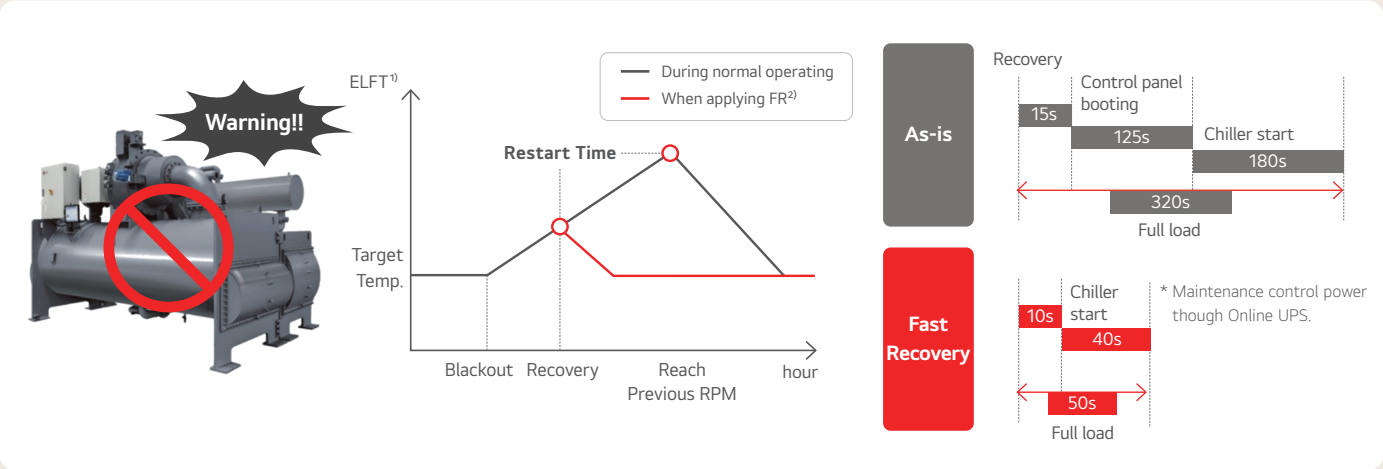 Warning!!
ELFT¹⁾
During normal operating
When applying FR²⁾
Restart Time
Target
Temp.
Blackout
Recovery
Reach
Previous RPM
hour
As-is
Recovery
15s
Control panel
booting
125s
Chiller start
180s
320s
Full load
Fast
Recovery
10s
Chiller
start
40s
50s
Full load
* Maintenance control power
though Online UPS.